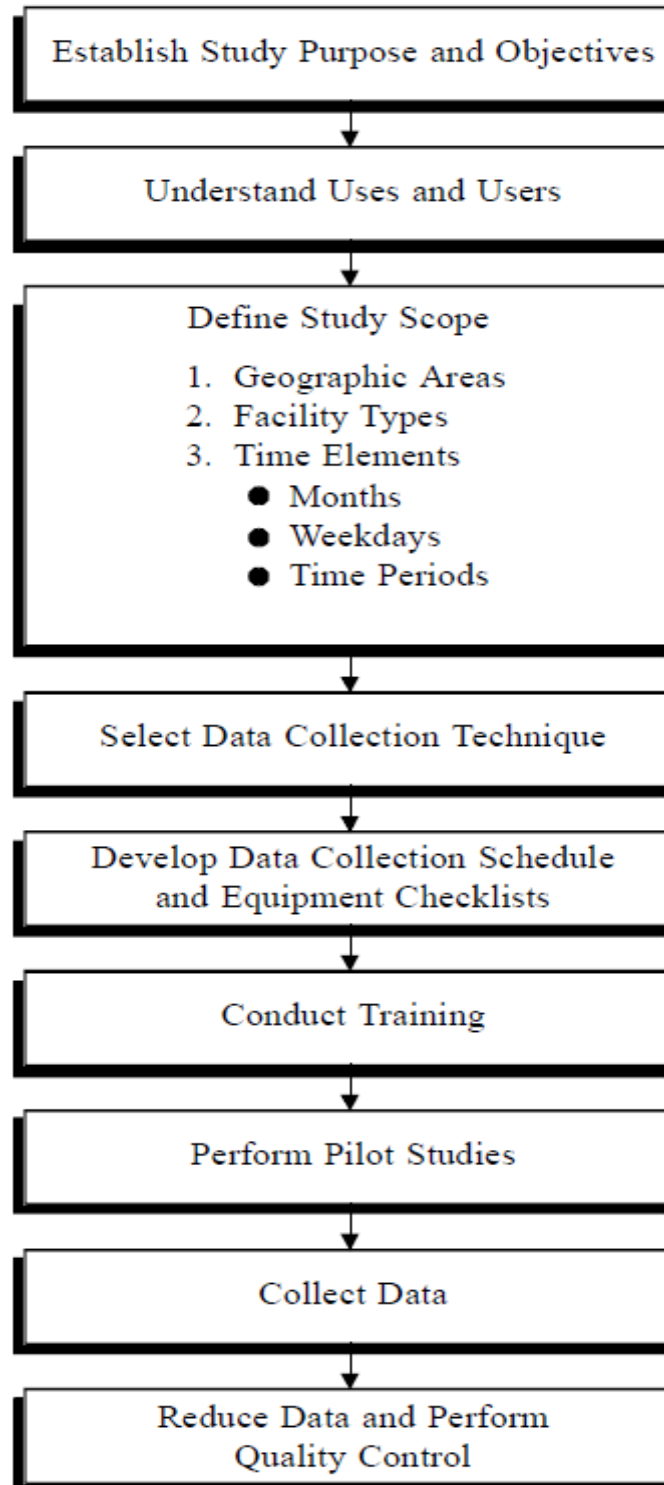 Establish Study Purpose and Objectives
Understand Uses and Users
Define Study Scope
1. Geographic Areas
2. Facility Types
3. Time Elements
● Months
● Weekdays
● Time Periods
Select Data Collection Technique
Develop Data Collection Schedule
and Equipment Checklists
Conduct Training
Perform Pilot Studies
Collect Data
Reduce Data and Perform
Quality Control